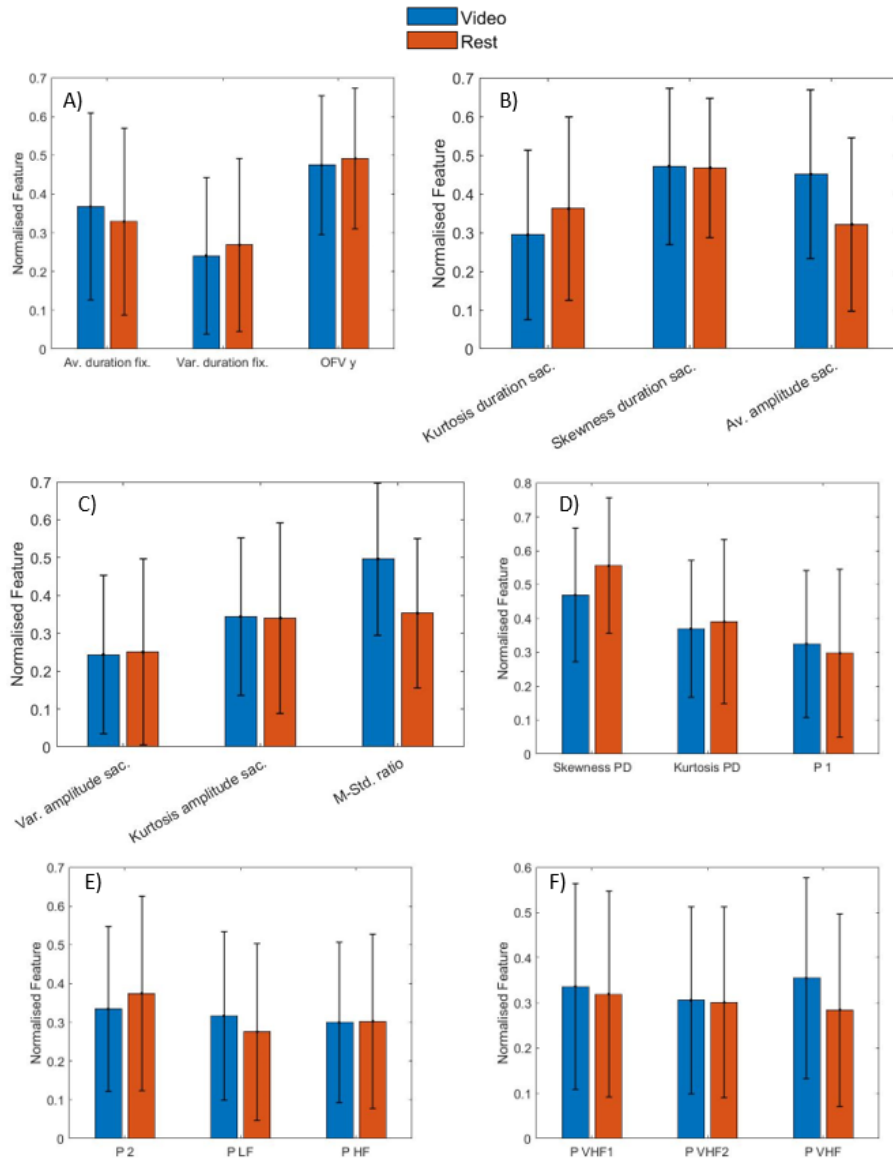 Video
Rest
A)
Normalised Feature
0.7
0.6
0.5
0.4
0.3
0.2
0.1
0
Av. duration fix.
Var. duration fix.
OFV y
B)
Normalised Feature
0.7
0.6
0.5
0.4
0.3
0.2
0.1
0
Kurtosis duration sac.
Skewness duration sac.
Av. amplitude sac.
C)
Normalised Feature
0.7
0.6
0.5
0.4
0.3
0.2
0.1
0
Var. amplitude sac.
Kurtosis amplitude sac.
M-Std. ratio
D)
Normalised Feature
0.8
0.7
0.6
0.5
0.4
0.3
0.2
0.1
0
Skewness PD
Kurtosis PD
P 1
E)
Normalised Feature
0.7
0.6
0.5
0.4
0.3
0.2
0.1
0
P 2
P LF
P HF
F)
Normalised Feature
0.6
0.5
0.4
0.3
0.2
0.1
0
P VHF1
P VHF2
P VHF